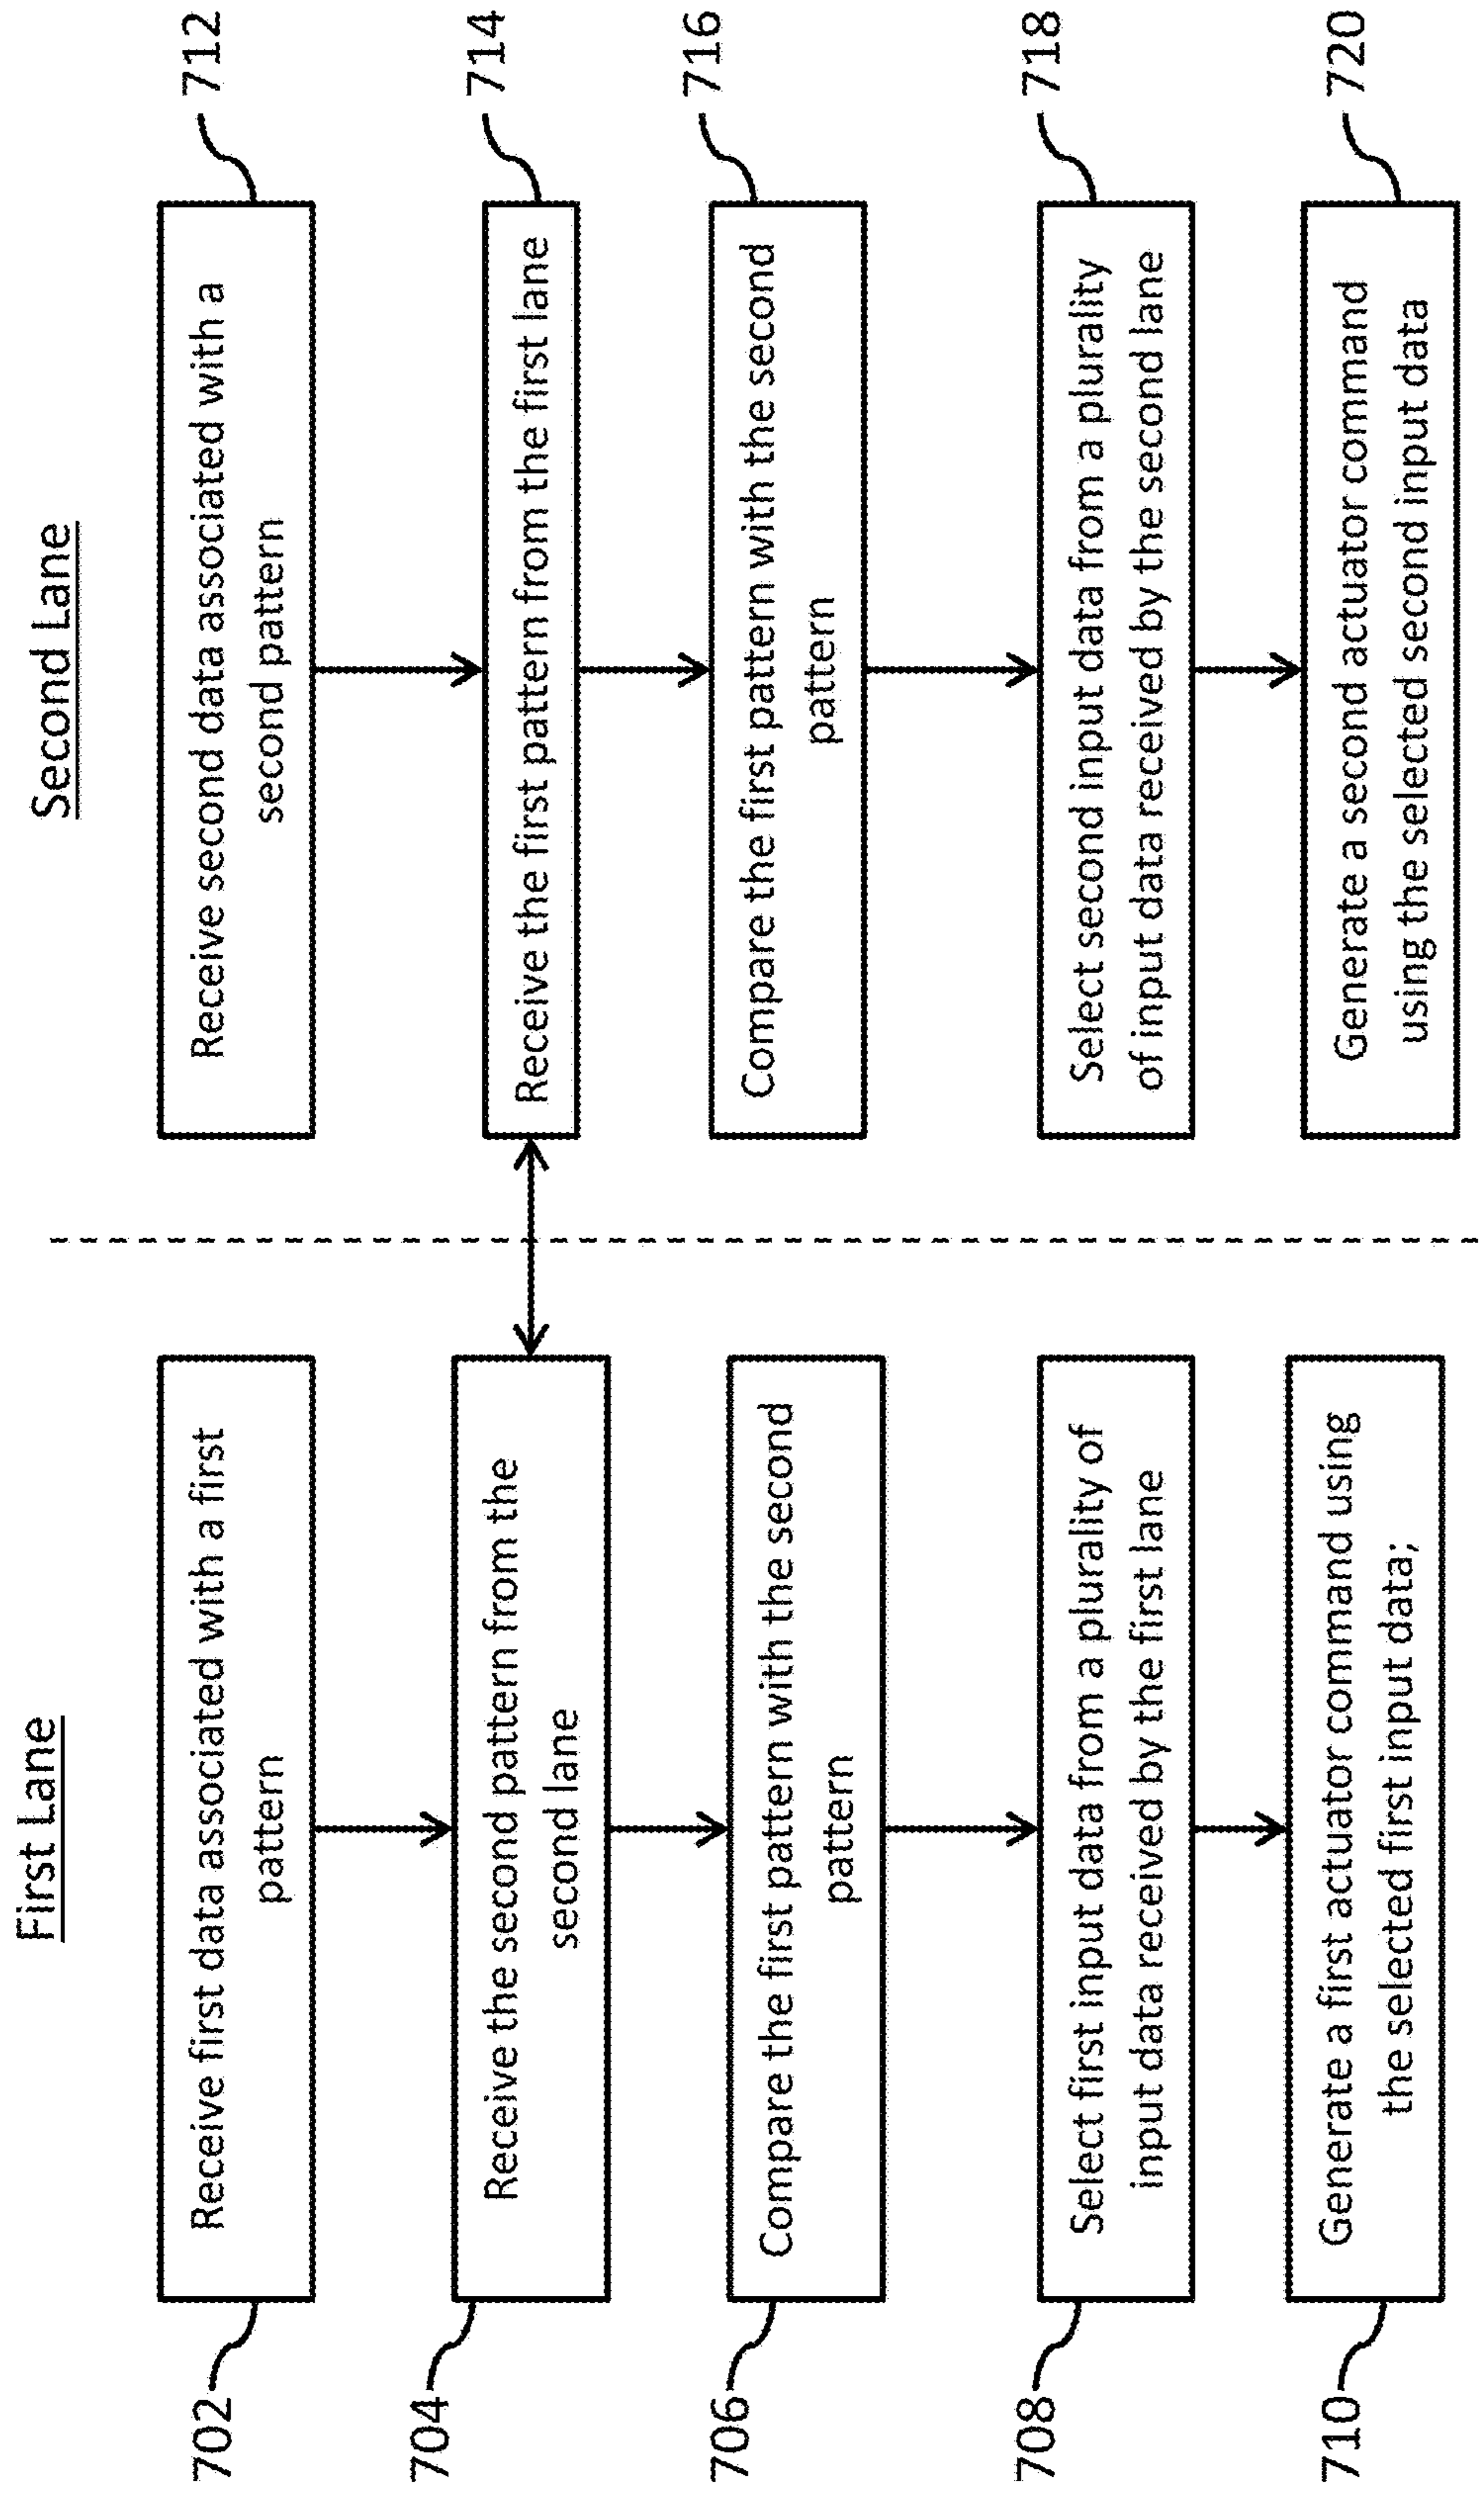 First Lane
702
Receive first data associated with a first
pattern
704
Receive the second pattern from the
second lane
706
Compare the first pattern with the second
pattern
708
Select first input data from a plurality of
input data received by the first lane
710
Generate a first actuator command using
the selected first input data;
Second Lane
Receive second data associated with a
second pattern
712
Receive the first pattern from the first lane
714
Compare the first pattern with the second
pattern
716
Select second input data from a plurality
of input data received by the second lane
718
Generate a second actuator command
using the selected second input data
720